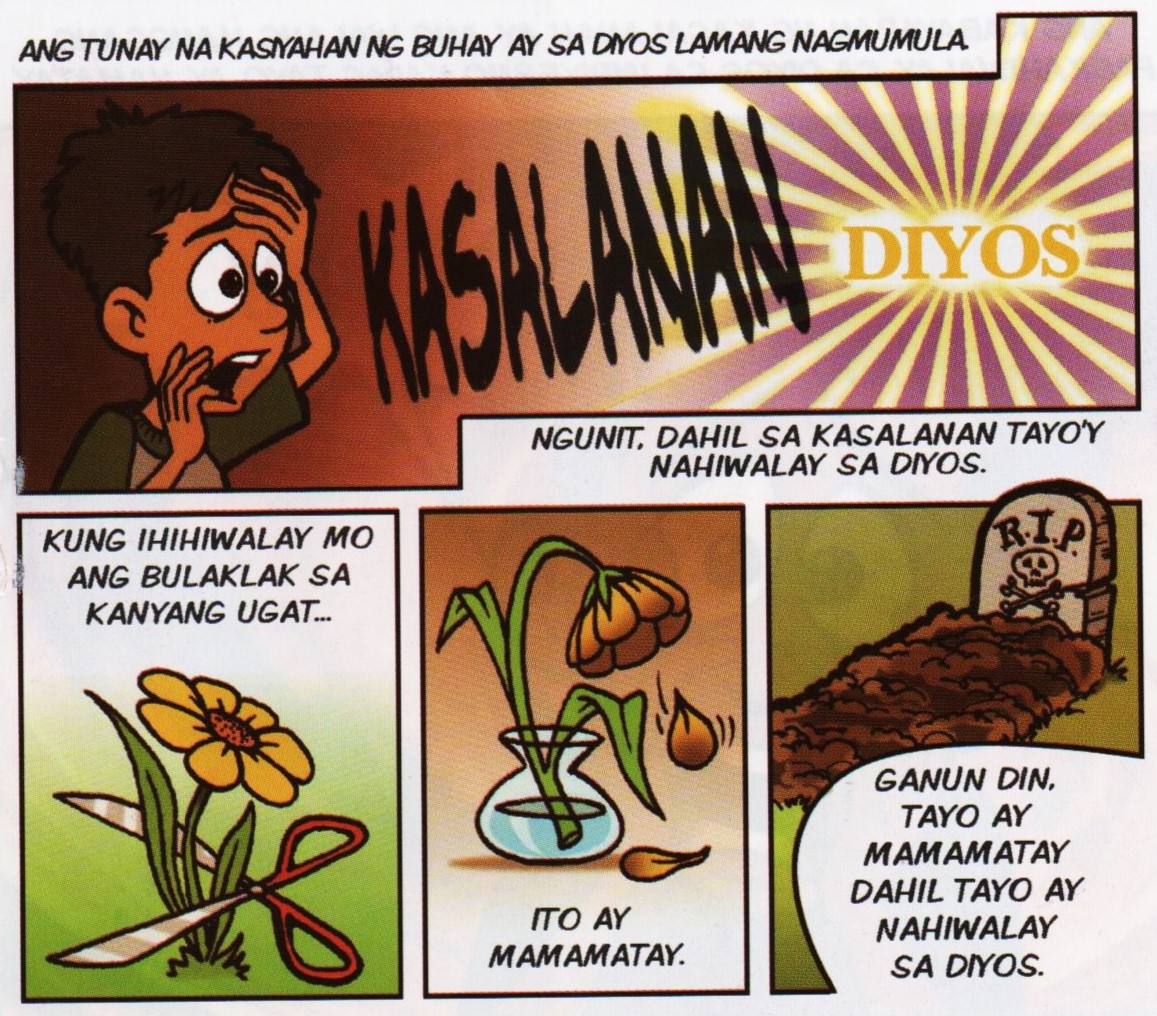 ANG TUNAY NA KASIYAHAN NG BUHAY AY SA DIYOS LAMANG NAGMUMULA.
KASALANAN
DIYOS
NGUNIT, DAHIL SA KASALANAN TAYO'Y
NAHIWALAY SA DIYOS.
KUNG IHIHIWALAY MO
ANG BULAKLAK SA
KANYANG UGAT...
ITO AY
MAMAMATAY.
R.I.P.
GANUN DIN,
TAYO AY
MAMAMATAY
DAHIL TAYO AY
NAHIWALAY
SA DIYOS.